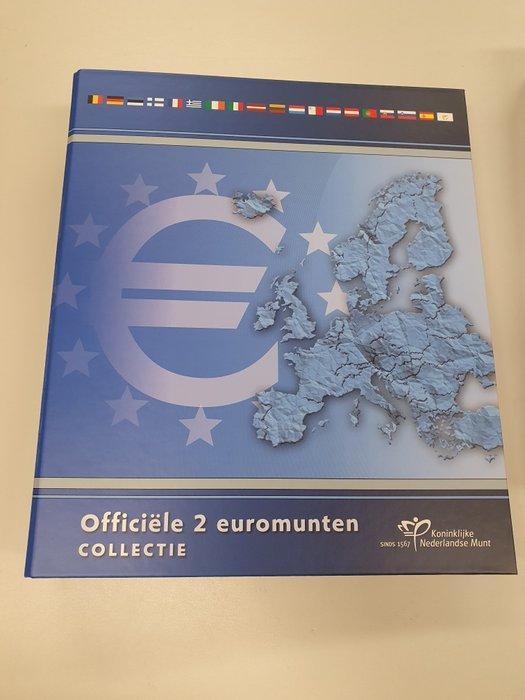 €
Officiële 2 euromunten
COLLECTIE
SINDS 1567
Koninklijke
Nederlandse Munt